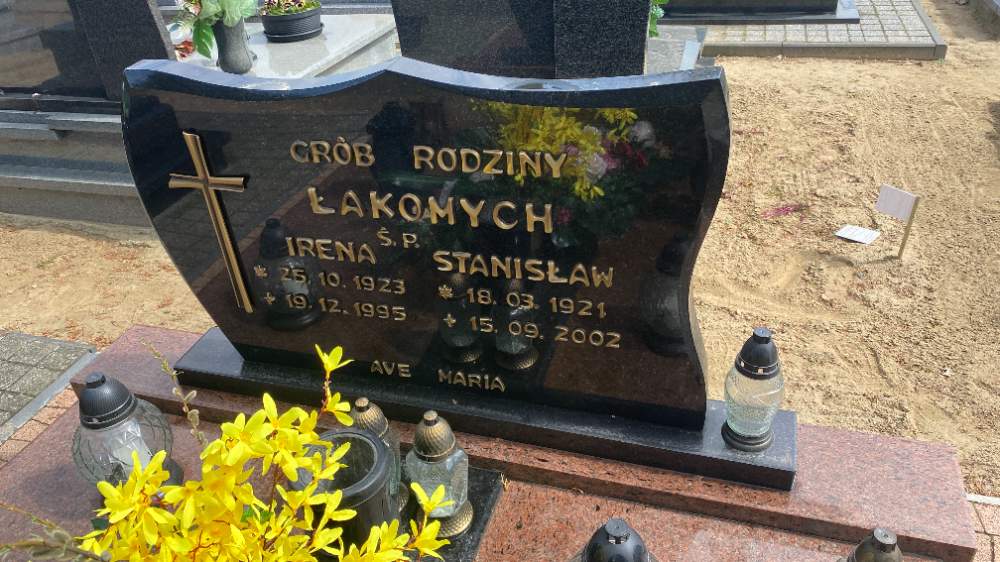 GRÓB RODZINY
ŁAKOMYCH
Ś.P.
IRENA
* 25.10.1923
+ 19.12.1995
STANISŁAW
* 18.03.1921
+ 15.09.2002
AVE MARIA